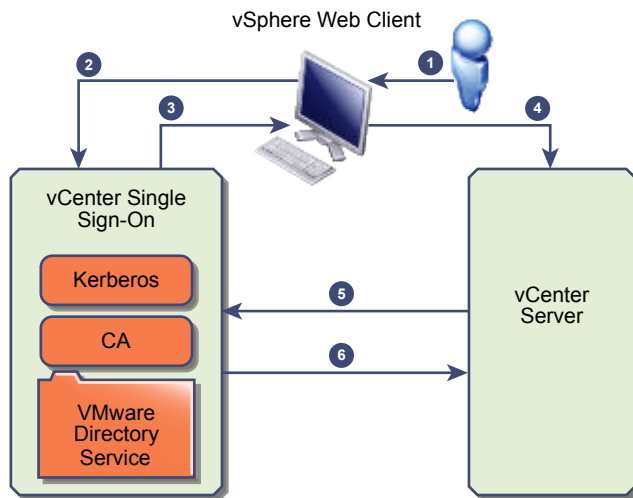 vSphere Web Client
1
2
3
4
vCenter Single
Sign-On
Kerberos
CA
VMware
Directory
Service
5
6
vCenter
Server